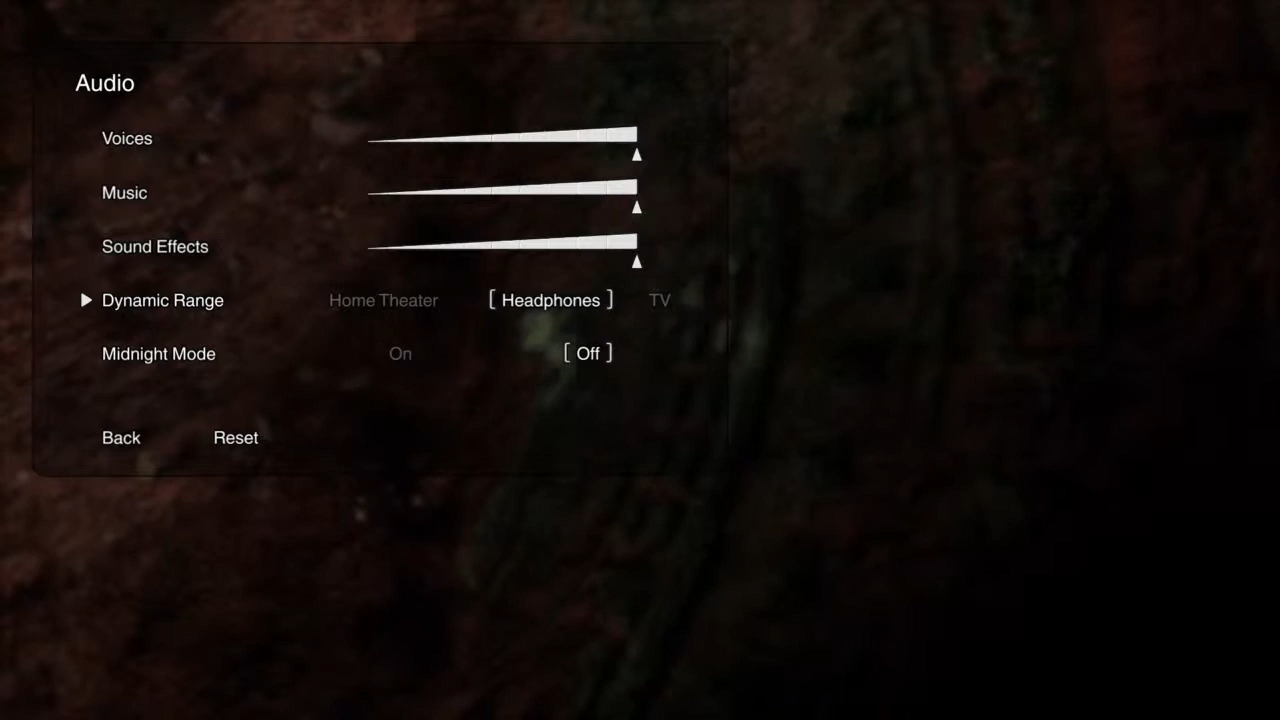 Audio
Voices
Music
Sound Effects
Dynamic Range Home Theater [ Headphones ] TV
Midnight Mode On [ Off ]
Back Reset